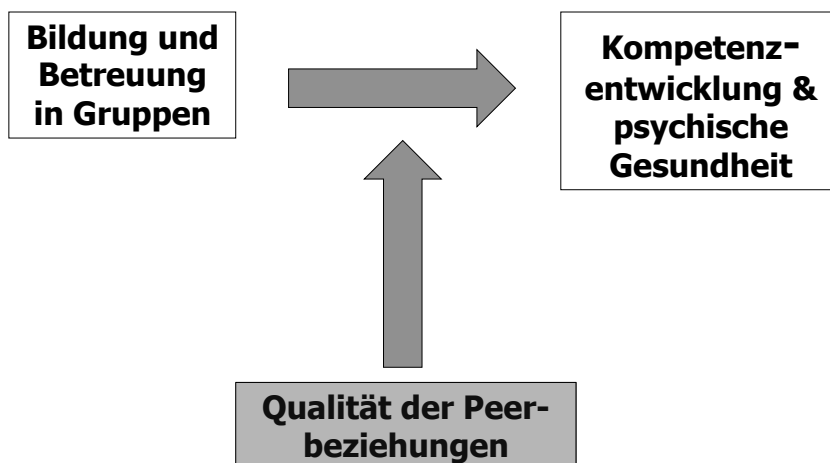 Bildung und
Betreuung
in Gruppen
Kompetenz-
entwicklung &
psychische
Gesundheit
Qualität der Peer-
beziehungen